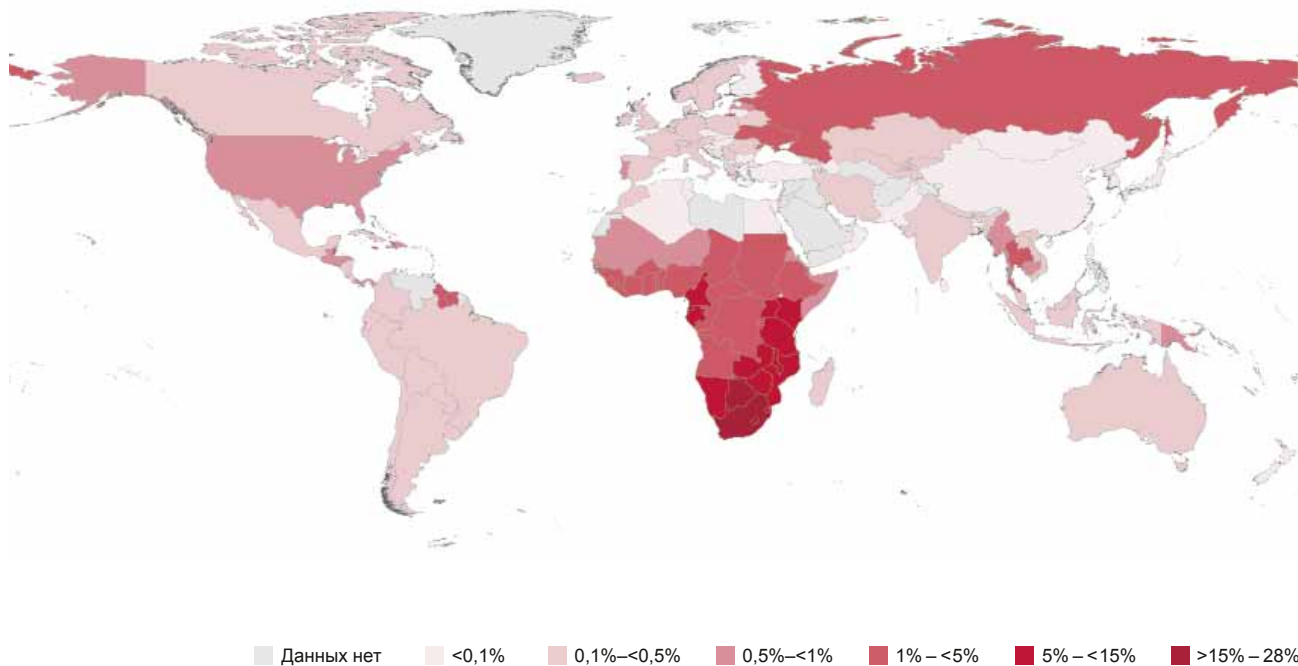 Данных нет <0,1% 0,1%–<0,5% 0,5%–<1% 1% – <5% 5% – <15% >15% – 28%